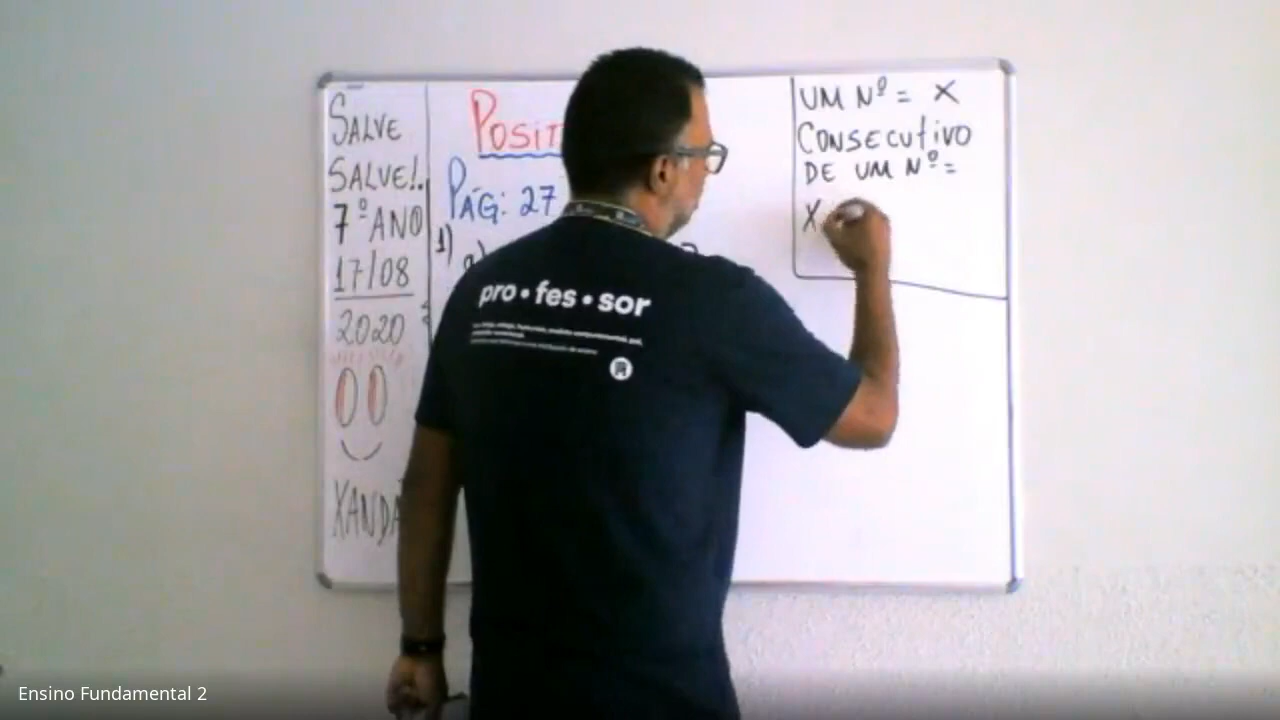 SALVE
SALVE!
7º ANO
17/08
2020
XANDÃ
POSIT
PÁG: 27
1)
a)
UM Nº = X
CONSECUTIVO
DE UM Nº =
X
pro•fes•sor
Ensino Fundamental 2